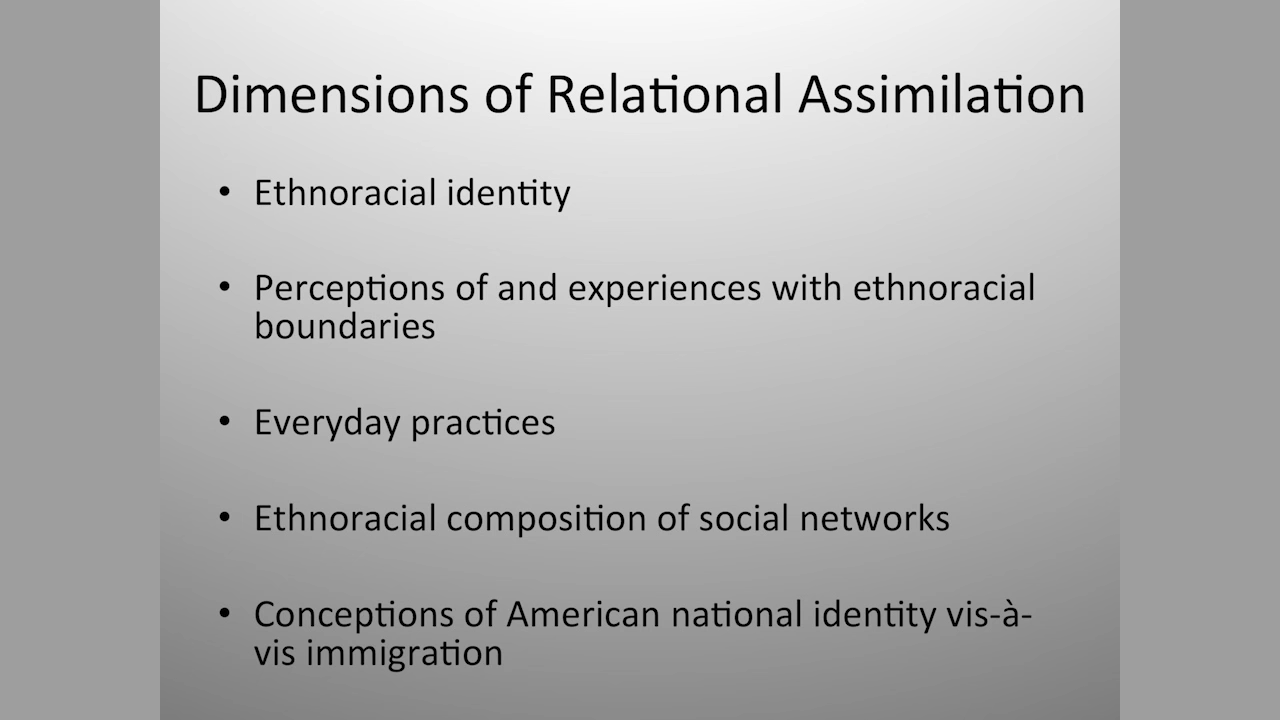 Dimensions of Relational Assimilation
• Ethnoracial identity
• Perceptions of and experiences with ethnoracial
boundaries
• Everyday practices
• Ethnoracial composition of social networks
• Conceptions of American national identity vis-à-
vis immigration